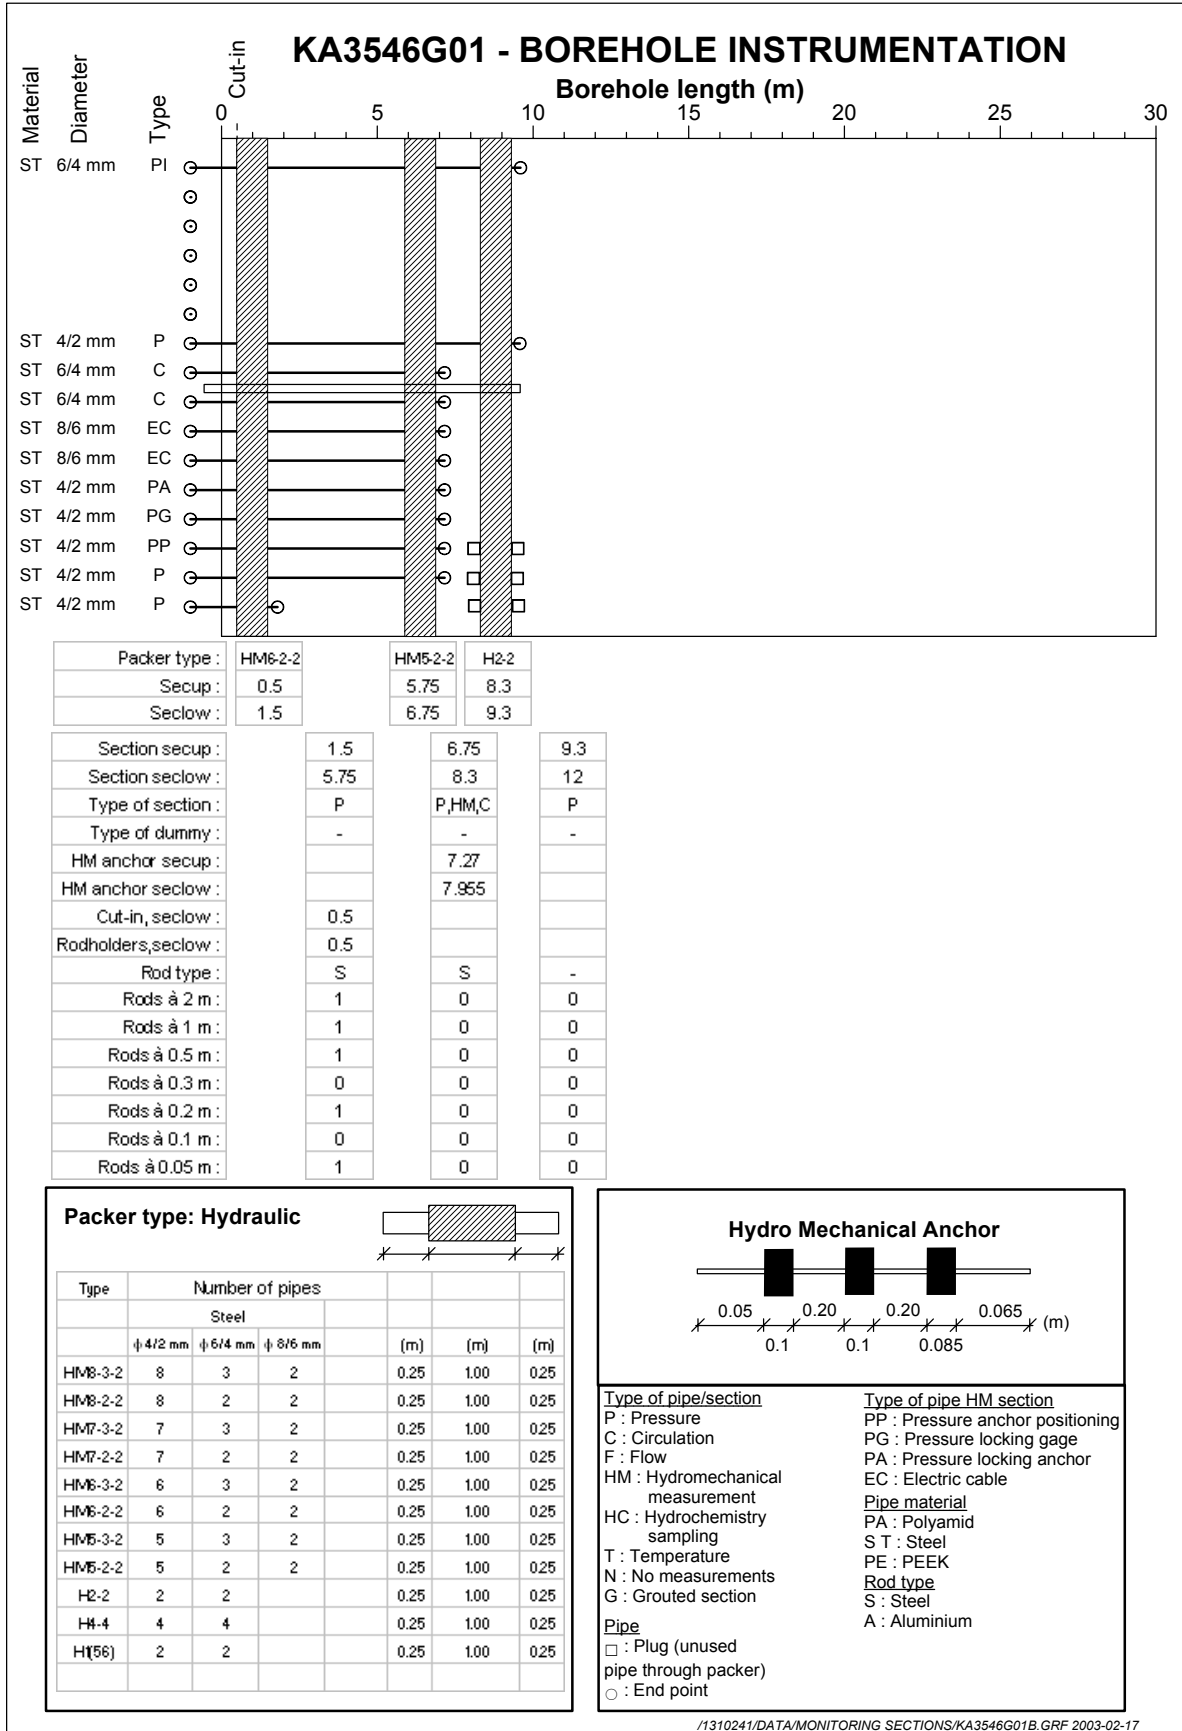 KA3546G01 - BOREHOLE INSTRUMENTATION
Borehole length (m)
Material Diameter Type Cut-in
0 5 10 15 20 25 30
ST 6/4 mm PI
ST 4/2 mm P
ST 6/4 mm C
ST 6/4 mm C
ST 8/6 mm EC
ST 8/6 mm EC
ST 4/2 mm PA
ST 4/2 mm PG
ST 4/2 mm PP
ST 4/2 mm P
ST 4/2 mm P
Packer type : HM6-2-2 HM5-2-2 H2-2
Secup : 0.5 5.75 8.3
Seclow : 1.5 6.75 9.3
Section secup : 1.5 6.75 9.3
Section seclow : 5.75 8.3 12
Type of section : P P,HM,C P
Type of dummy : - - -
HM anchor secup : 7.27
HM anchor seclow : 7.955
Cut-in, seclow : 0.5
Rodholders,seclow : 0.5
Rod type : S S -
Rods à 2 m : 1 0 0
Rods à 1 m : 1 0 0
Rods à 0.5 m : 1 0 0
Rods à 0.3 m : 0 0 0
Rods à 0.2 m : 1 0 0
Rods à 0.1 m : 0 0 0
Rods à 0.05 m : 1 0 0
Packer type: Hydraulic
Type Number of pipes
Steel
ϕ 4/2 mm ϕ 6/4 mm ϕ 8/6 mm (m) (m) (m)
HM8-3-2 8 3 2 0.25 1.00 0.25
HM8-2-2 8 2 2 0.25 1.00 0.25
HM7-3-2 7 3 2 0.25 1.00 0.25
HM7-2-2 7 2 2 0.25 1.00 0.25
HM6-3-2 6 3 2 0.25 1.00 0.25
HM6-2-2 6 2 2 0.25 1.00 0.25
HM5-3-2 5 3 2 0.25 1.00 0.25
HM5-2-2 5 2 2 0.25 1.00 0.25
H2-2 2 2 0.25 1.00 0.25
H4-4 4 4 0.25 1.00 0.25
H1(56) 2 2 0.25 1.00 0.25
Hydro Mechanical Anchor
0.05 0.20 0.20 0.065 (m)
0.1 0.1 0.085
Type of pipe/section
P : Pressure
C : Circulation
F : Flow
HM : Hydromechanical
measurement
HC : Hydrochemistry
sampling
T : Temperature
N : No measurements
G : Grouted section
Pipe
□ : Plug (unused
pipe through packer)
○ : End point
Type of pipe HM section
PP : Pressure anchor positioning
PG : Pressure locking gage
PA : Pressure locking anchor
EC : Electric cable
Pipe material
PA : Polyamid
S T : Steel
PE : PEEK
Rod type
S : Steel
A : Aluminium
/1310241/DATA/MONITORING SECTIONS/KA3546G01B.GRF 2003-02-17